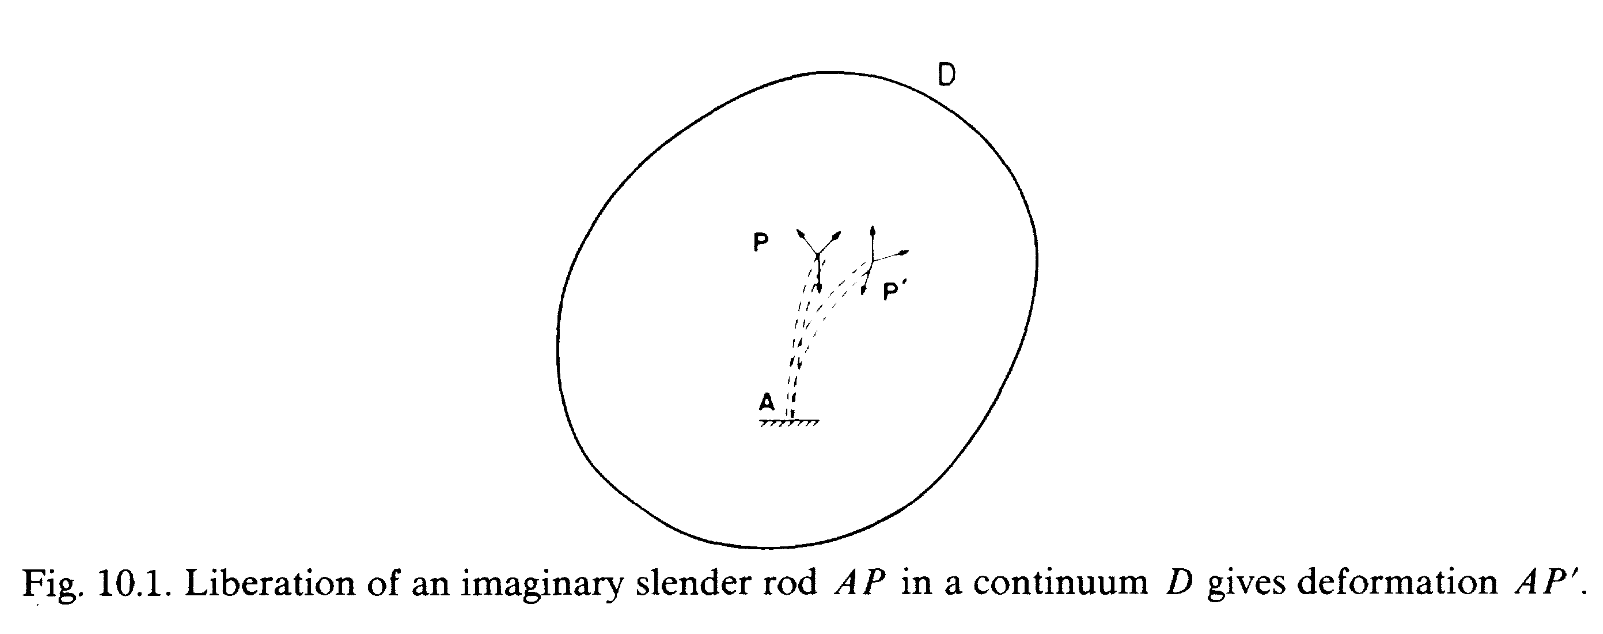 D
P
P′
A
Fig. 10.1. Liberation of an imaginary slender rod AP in a continuum D gives deformation AP′.